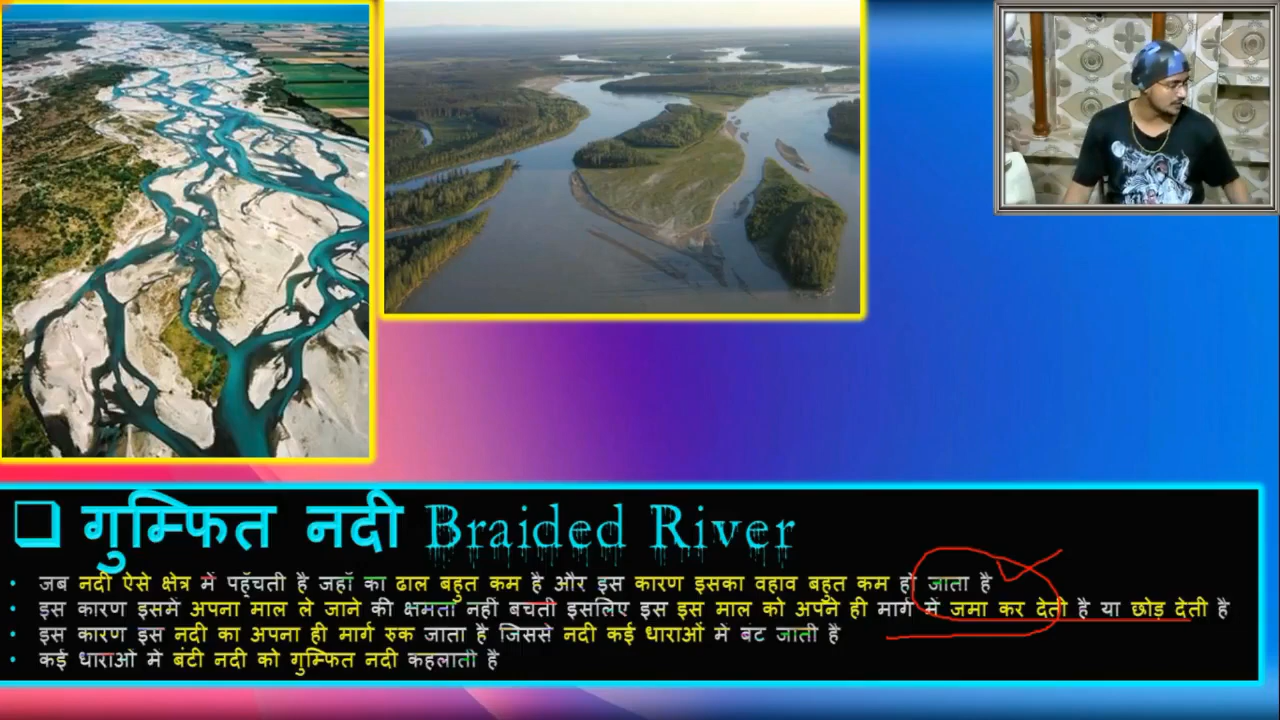 ❑ गुम्फित नदी Braided River
• जब नदी ऐसे क्षेत्र में पहुँचती है जहाँ का ढाल बहुत कम है और इस कारण इसका वहाव बहुत कम हो जाता है
• इस कारण इसमें अपना माल ले जाने की क्षमता नहीं बचती इसलिए इस इस माल को अपने ही मार्ग में जमा कर देती है या छोड़ देती है
• इस कारण इस नदी का अपना ही मार्ग रुक जाता है जिससे नदी कई धाराओं में बंट जाती है
• कई धाराओं में बंटी नदी को गुम्फित नदी कहलाती है